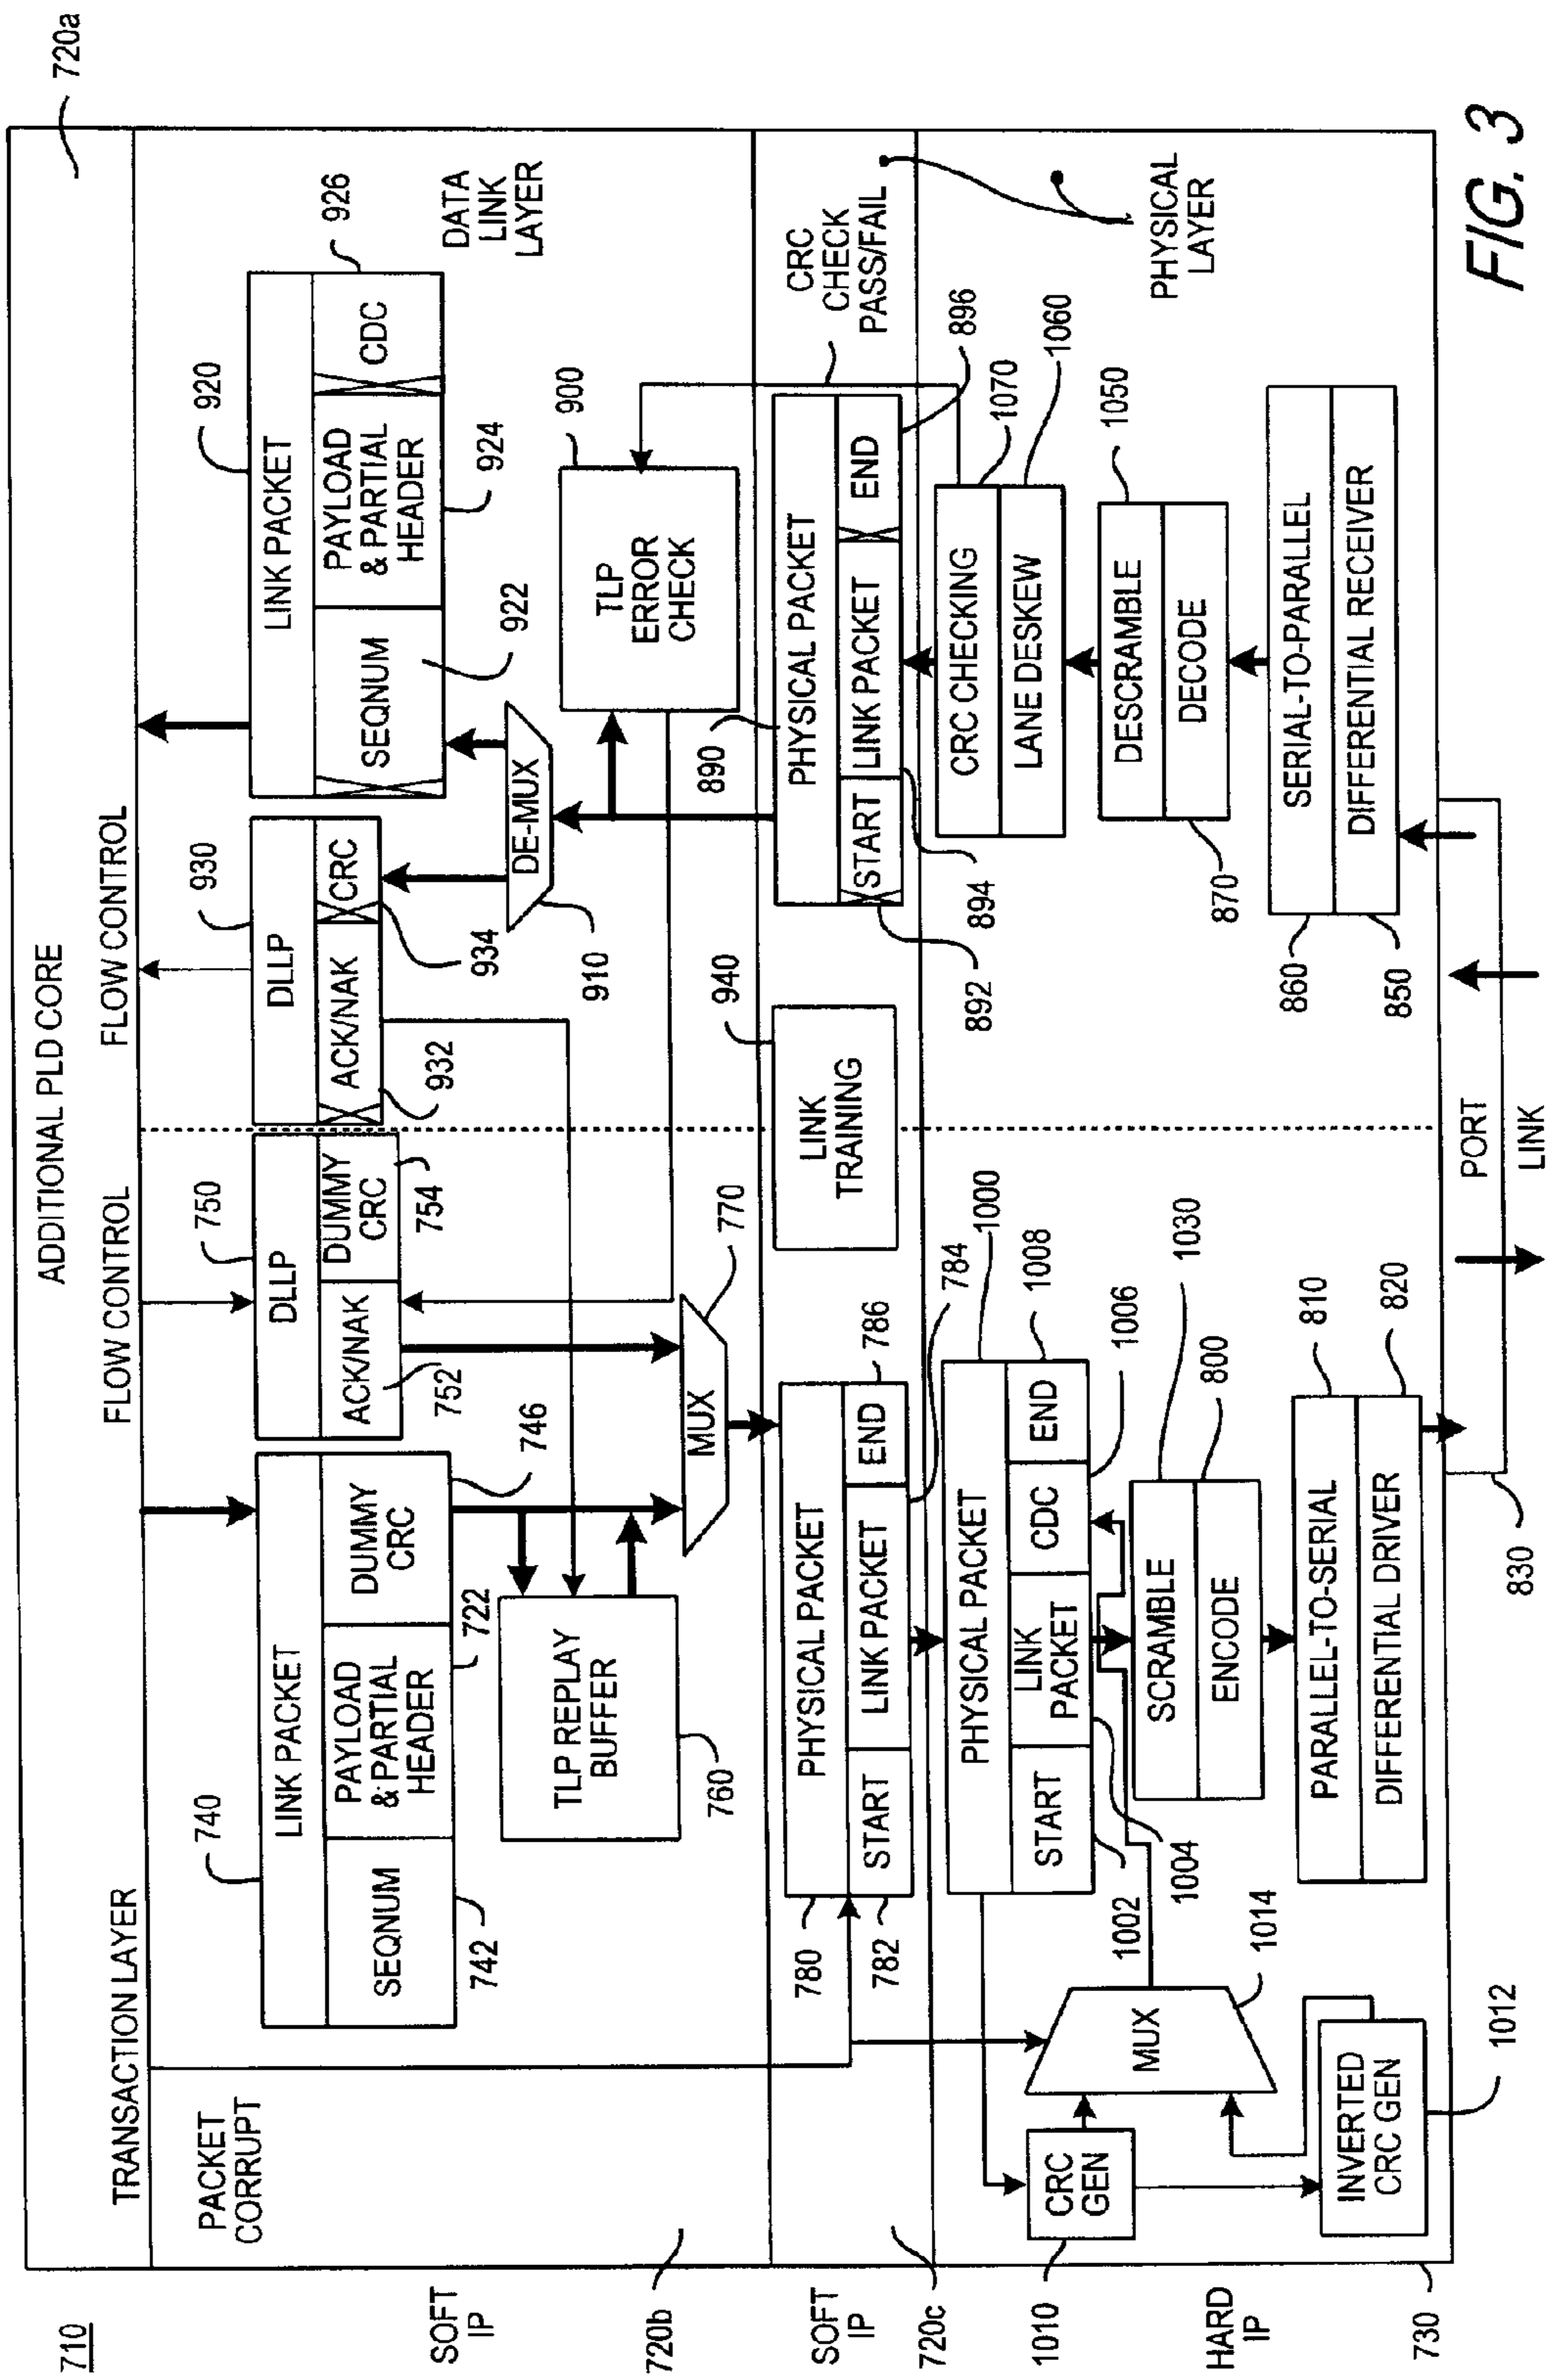 710
720a
ADDITIONAL PLD CORE
TRANSACTION LAYER
FLOW CONTROL
FLOW CONTROL
PACKET
CORRUPT
740
LINK PACKET
SEQNUM
PAYLOAD
& PARTIAL
HEADER
DUMMY
CRC
742
722
746
750
DLLP
ACK/NAK
DUMMY
CRC
752
754
930
DLLP
ACK/NAK
CRC
932
934
920
LINK PACKET
SEQNUM
PAYLOAD
& PARTIAL
HEADER
CDC
922
924
926
DATA
LINK
LAYER
TLP REPLAY
BUFFER
760
MUX
770
DE-MUX
910
TLP
ERROR
CHECK
900
SOFT
IP
720b
CRC
CHECK
PASS/FAIL
780
PHYSICAL PACKET
START
LINK PACKET
END
782
784
786
LINK
TRAINING
940
890
PHYSICAL PACKET
START
LINK PACKET
END
892
894
896
SOFT
IP
720c
PHYSICAL
LAYER
1000
PHYSICAL PACKET
START
LINK
PACKET
CDC
END
1002
1004
1006
1008
CRC CHECKING
LANE DESKEW
1070
1060
CRC
GEN
1010
MUX
1014
INVERTED
CRC GEN
1012
SCRAMBLE
ENCODE
1030
800
DESCRAMBLE
DECODE
1050
870
PARALLEL-TO-SERIAL
DIFFERENTIAL DRIVER
810
820
SERIAL-TO-PARALLEL
DIFFERENTIAL RECEIVER
860
850
HARD
IP
730
830
PORT
LINK
FIG. 3